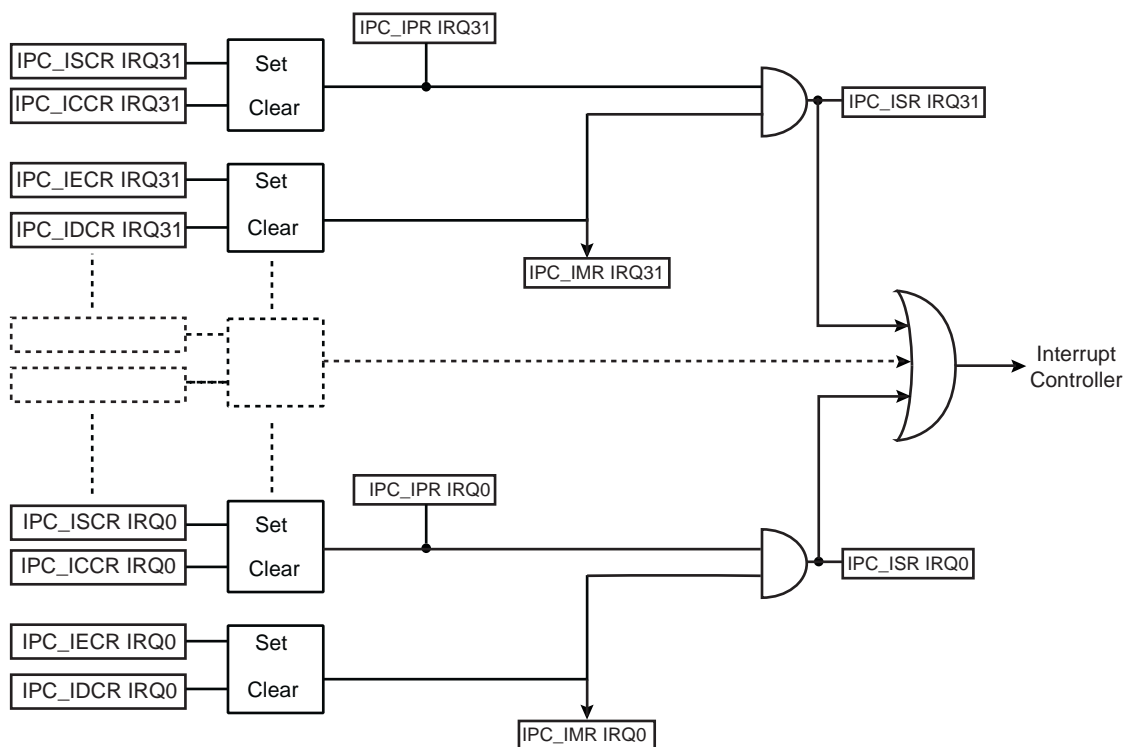 IPC_IPR IRQ31
IPC_ISCR IRQ31
Set
IPC_ICCR IRQ31
Clear
IPC_ISR IRQ31
IPC_IECR IRQ31
Set
IPC_IDCR IRQ31
Clear
IPC_IMR IRQ31
Interrupt
Controller
IPC_IPR IRQ0
IPC_ISCR IRQ0
Set
IPC_ICCR IRQ0
Clear
IPC_ISR IRQ0
IPC_IECR IRQ0
Set
IPC_IDCR IRQ0
Clear
IPC_IMR IRQ0